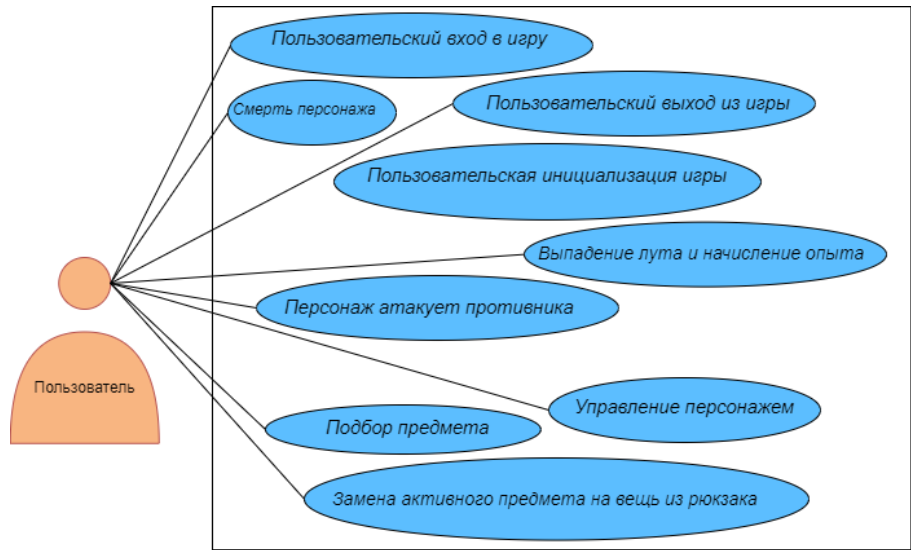 Пользовательский вход в игру
Смерть персонажа
Пользовательский выход из игры
Пользовательская инициализация игры
Выпадение лута и начисление опыта
Персонаж атакует противника
Пользователь
Управление персонажем
Подбор предмета
Замена активного предмета на вещь из рюкзака